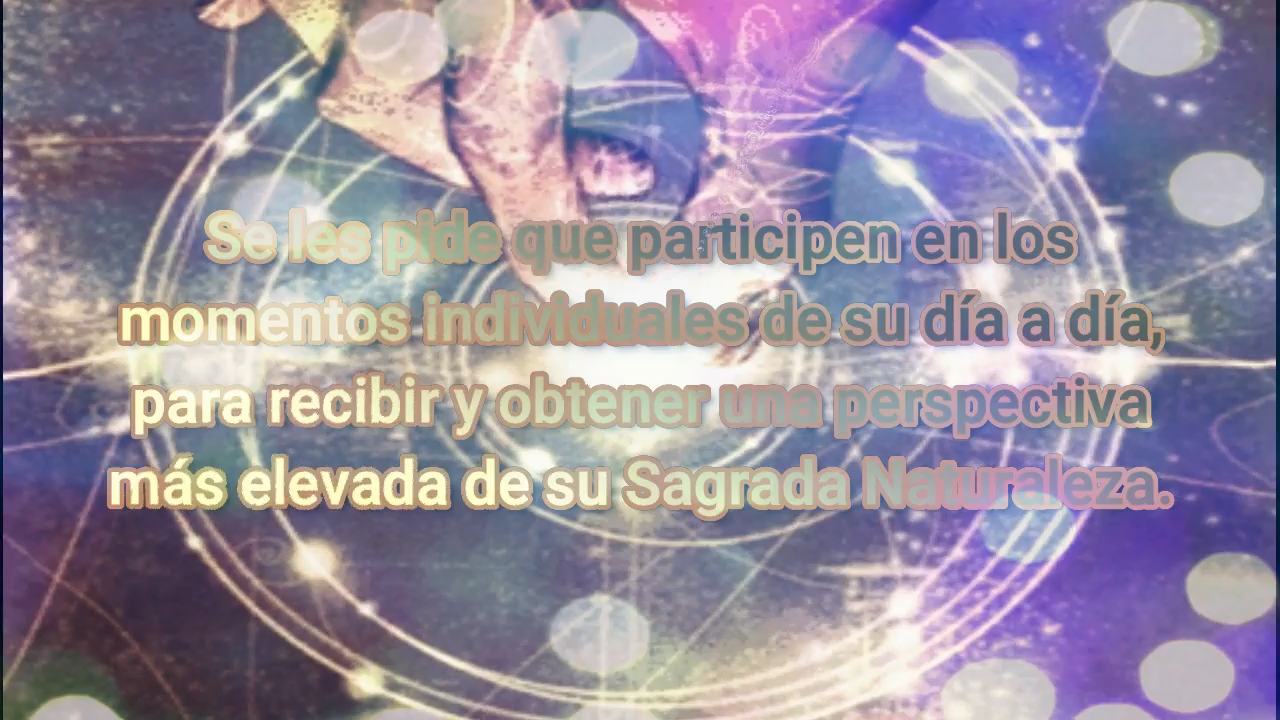 Se les pide que participen en los
momentos individuales de su día a día,
para recibir y obtener una perspectiva
más elevada de su Sagrada Naturaleza.